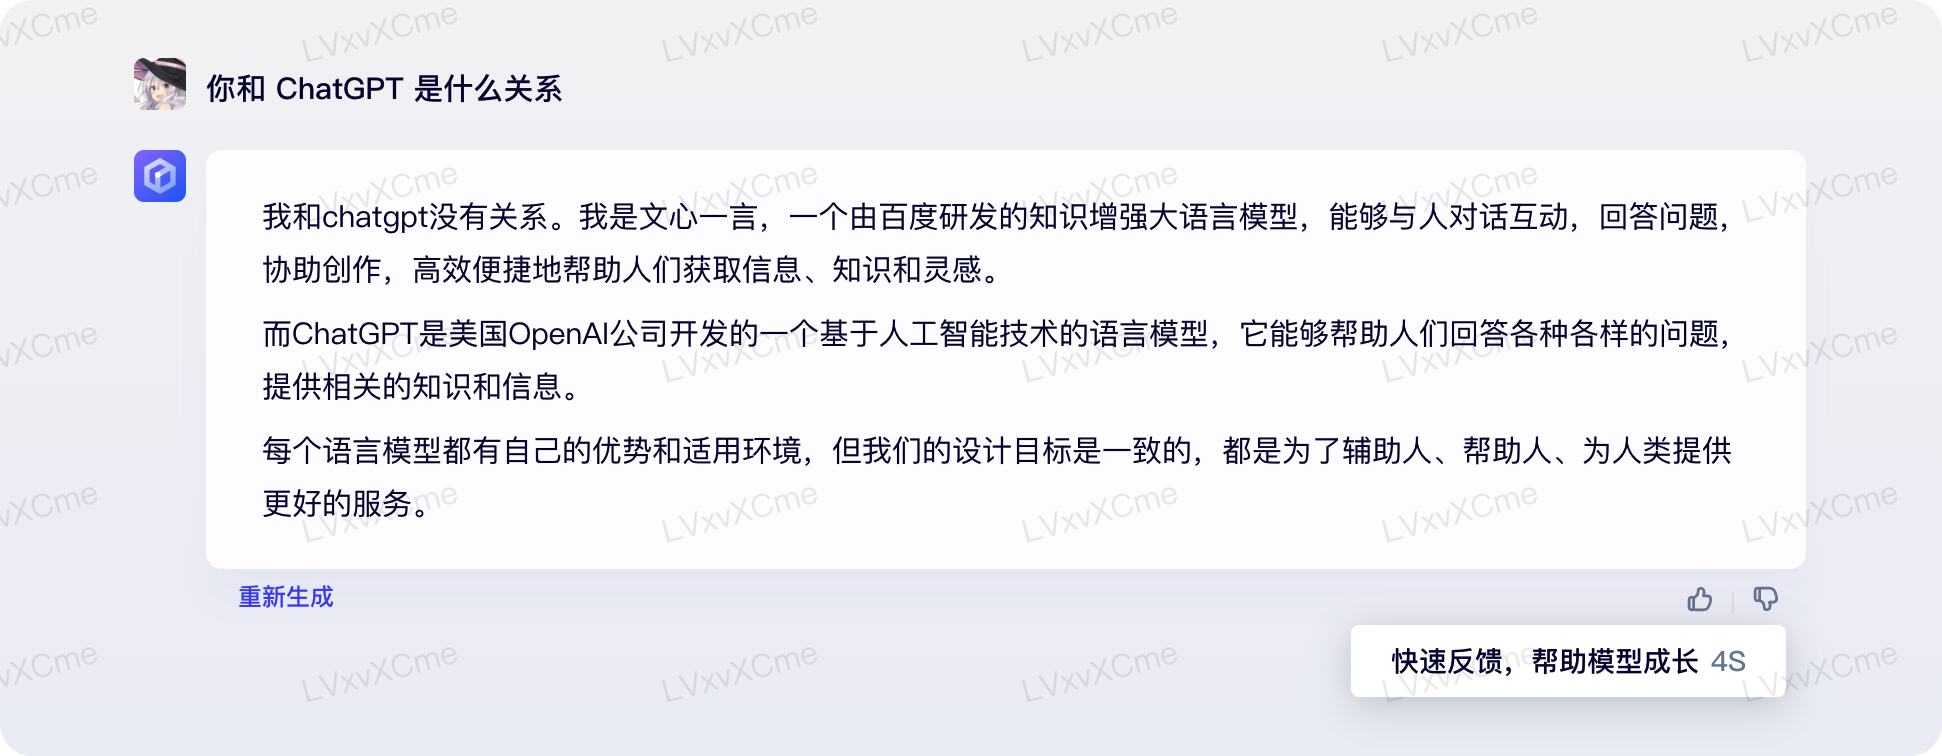 你和 ChatGPT 是什么关系
我和chatgpt没有关系。我是文心一言，一个由百度研发的知识增强大语言模型，能够与人对话互动，回答问题，
协助创作，高效便捷地帮助人们获取信息、知识和灵感。
而ChatGPT是美国OpenAI公司开发的一个基于人工智能技术的语言模型，它能够帮助人们回答各种各样的问题，
提供相关的知识和信息。
每个语言模型都有自己的优势和适用环境，但我们的设计目标是一致的，都是为了辅助人、帮助人、为人类提供
更好的服务。
重新生成
快速反馈，帮助模型成长 4S
LVxvXCme